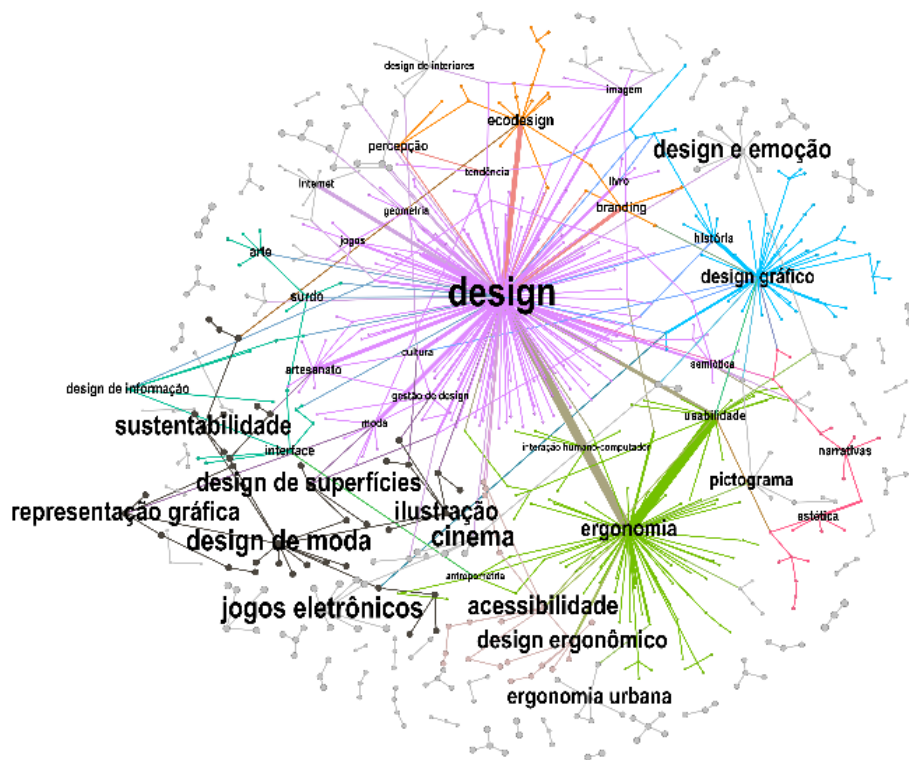 design de interiores
imagem
ecodesign
percepção
design e emoção
tendência
internet
livro
branding
geometria
jogos
história
arte
design gráfico
design
surdo
cultura
semiótica
artesanato
design de informação
gestão de design
usabilidade
sustentabilidade
moda
interface
interação humano-computador
narrativas
design de superfícies
pictograma
representação gráfica
ilustração
estética
ergonomia
cinema
design de moda
antropometria
jogos eletrônicos
acessibilidade
design ergonômico
ergonomia urbana